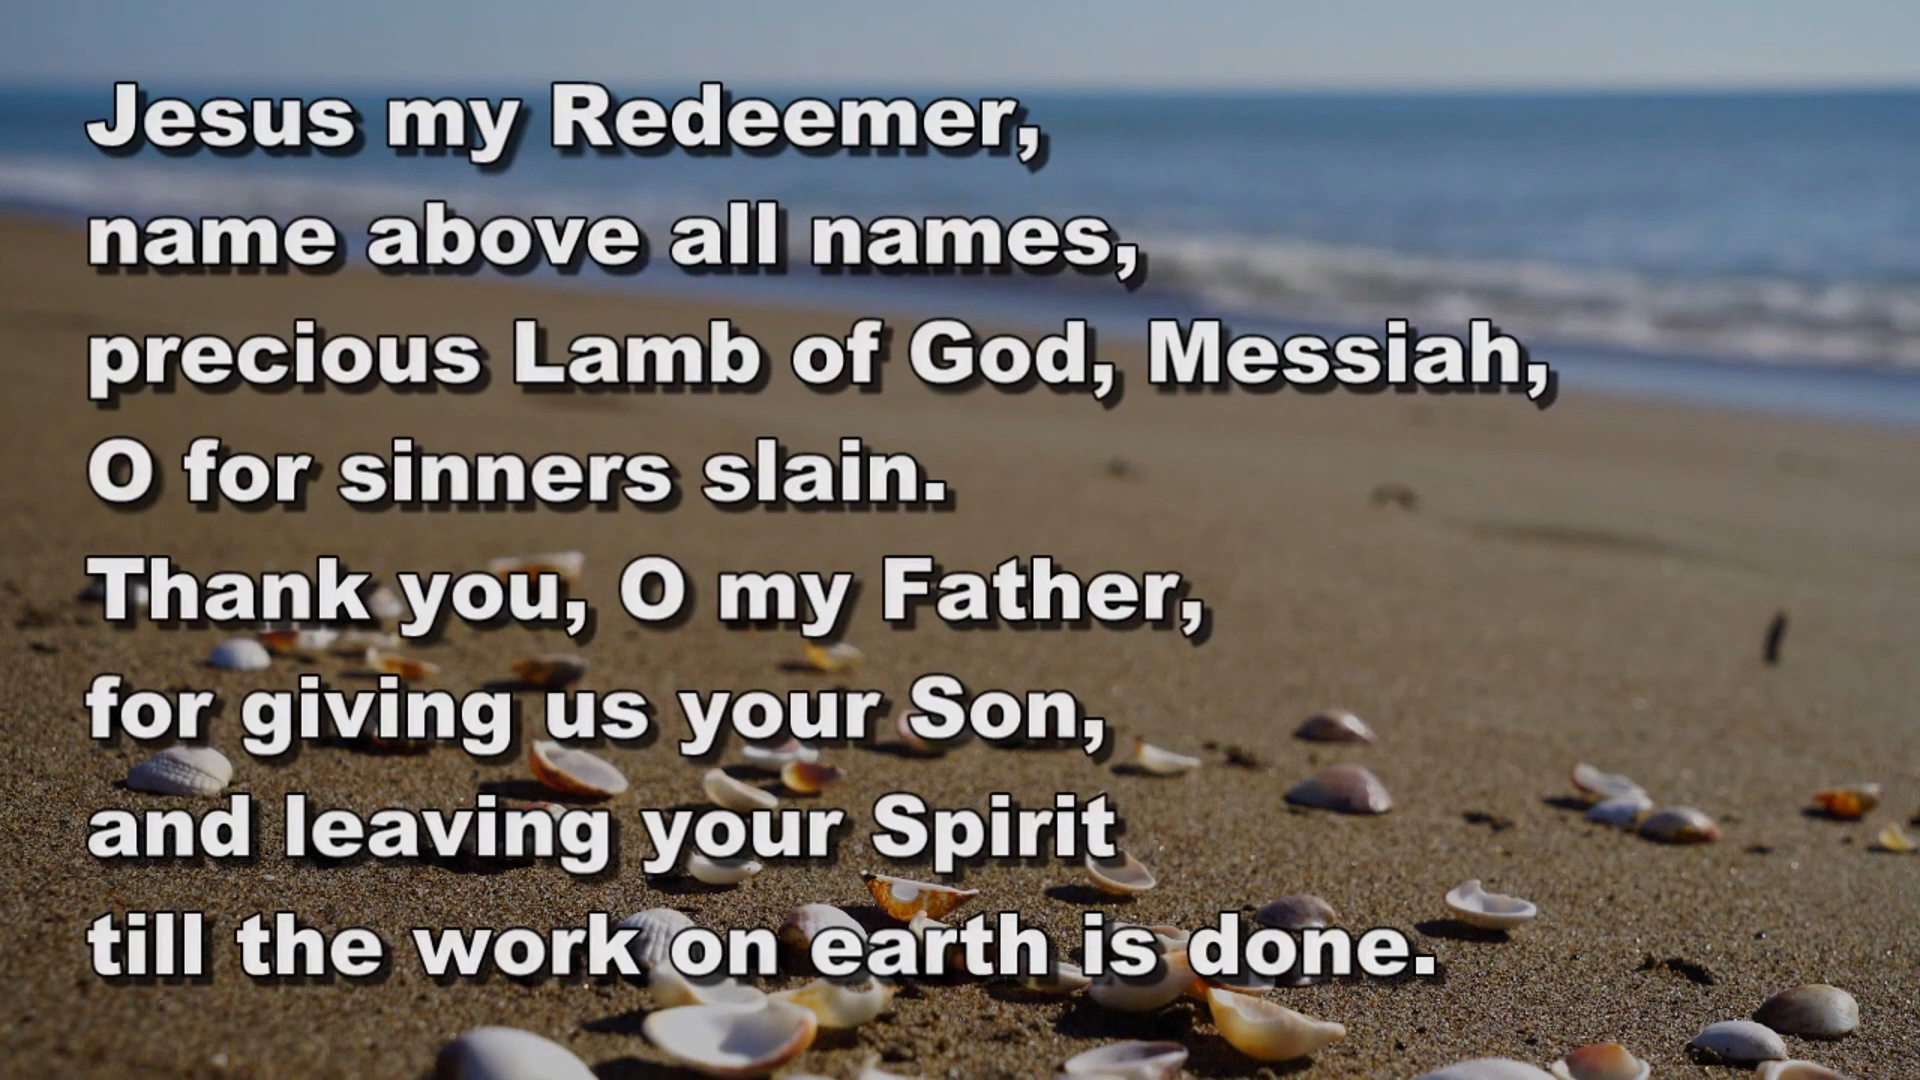 Jesus my Redeemer,
name above all names,
precious Lamb of God, Messiah,
O for sinners slain.
Thank you, O my Father,
for giving us your Son,
and leaving your Spirit
till the work on earth is done.